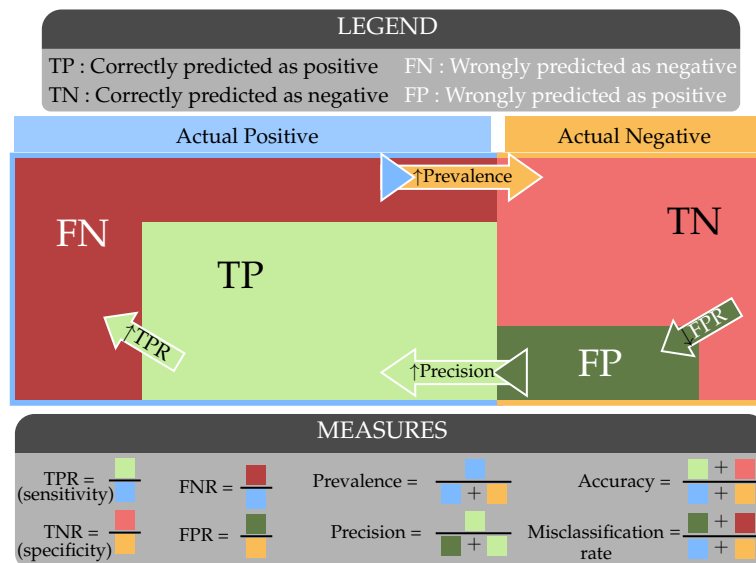 LEGEND
TP : Correctly predicted as positive FN : Wrongly predicted as negative
TN : Correctly predicted as negative FP : Wrongly predicted as positive
Actual Positive Actual Negative
↑Prevalence
FN TN
TP
↑TPR ↓FPR
↑Precision FP
MEASURES
TPR = FNR = Prevalence = + Accuracy = + +
(sensitivity)
TNR = FPR = Precision = + Misclassification = + +
(specificity) rate